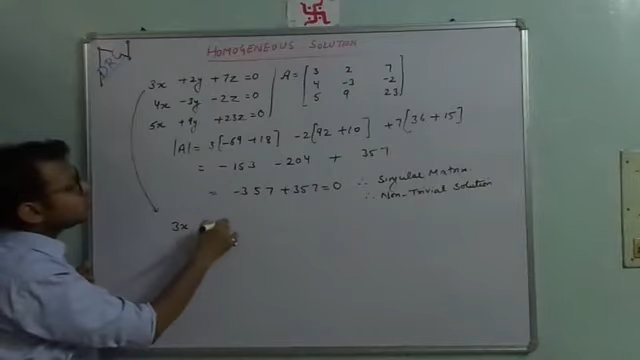 HOMOGENEOUS SOLUTION
3x + 2y + 7z = 0
4x - 3y - 2z = 0
5x + 9y + 23z = 0
A = [3 2 7
4 -3 -2
5 9 23]
|A| = 3[-69 + 18] - 2[92 + 10] + 7[36 + 15]
= -153 - 204 + 357
= -357 + 357 = 0 ∴ Singular Matrix
∴ Non-Trivial Solution
3x